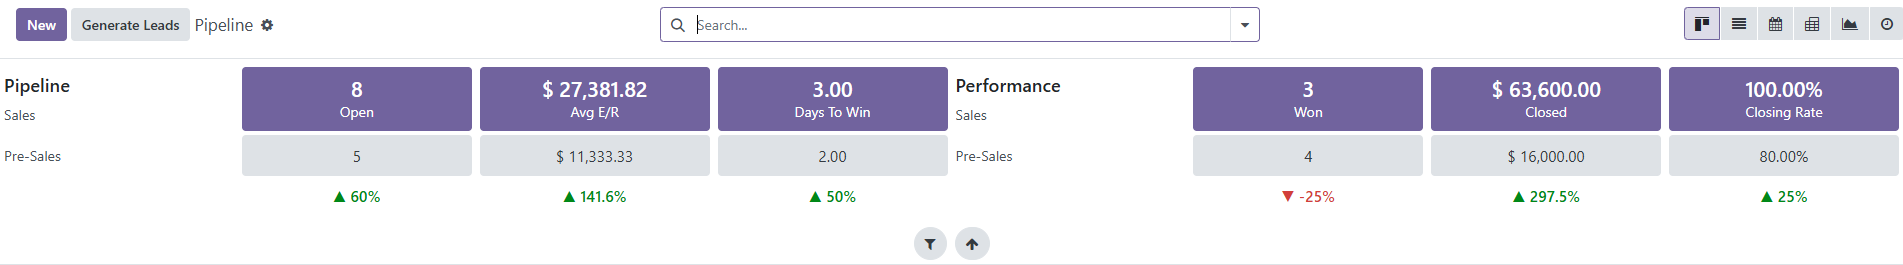 New Generate Leads Pipeline Search...
Pipeline 8 $ 27,381.82 3.00 Performance 3 $ 63,600.00 100.00%
Sales Open Avg E/R Days To Win Sales Won Closed Closing Rate
Pre-Sales 5 $ 11,333.33 2.00 Pre-Sales 4 $ 16,000.00 80.00%
▲ 60% ▲ 141.6% ▲ 50% ▼ -25% ▲ 297.5% ▲ 25%